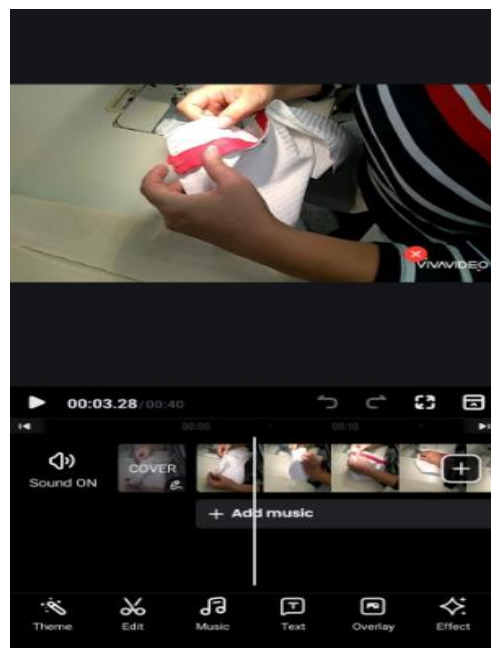 VIVAVIDEO
00:03.28/00:40
00:00
00:10
Sound ON
COVER
+ Add music
Theme
Edit
Music
Text
Overlay
Effect